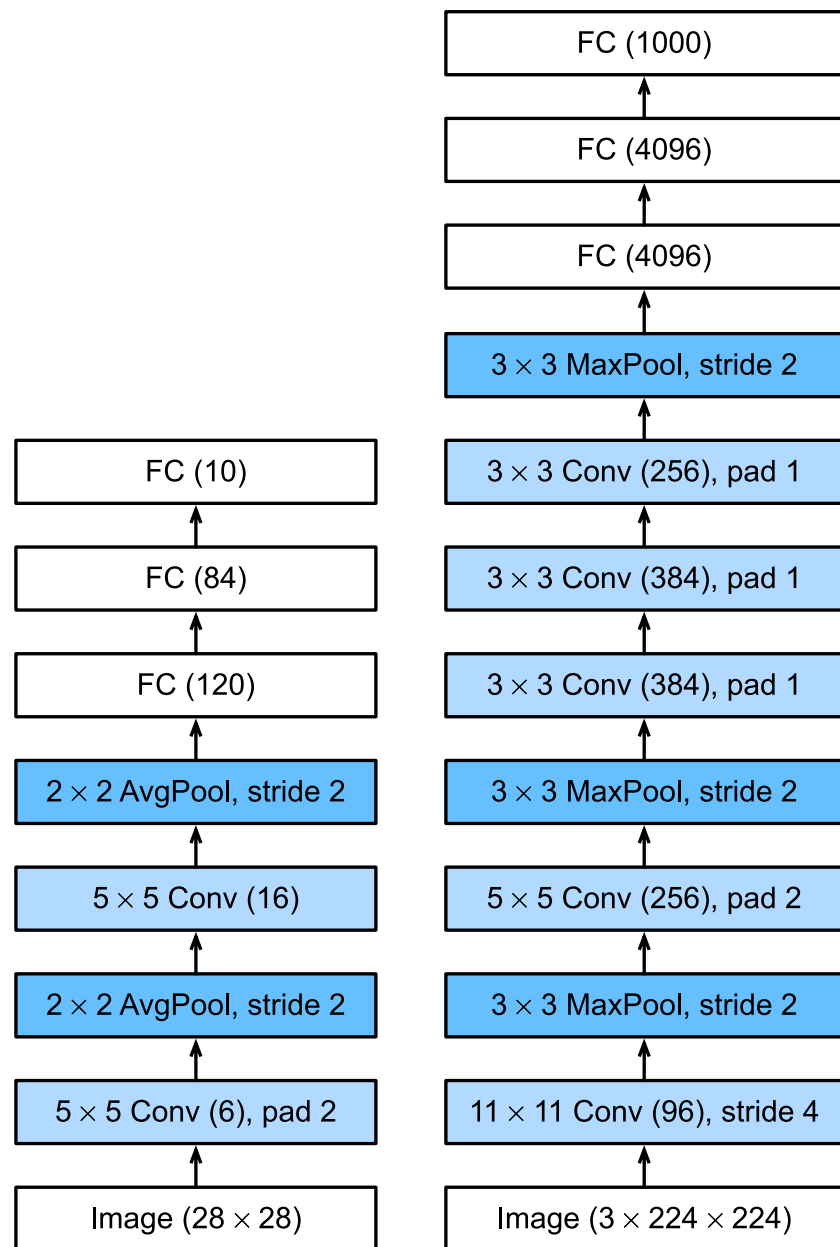 FC (10)
FC (84)
FC (120)
2 × 2 AvgPool, stride 2
5 × 5 Conv (16)
2 × 2 AvgPool, stride 2
5 × 5 Conv (6), pad 2
Image (28 × 28)
FC (1000)
FC (4096)
FC (4096)
3 × 3 MaxPool, stride 2
3 × 3 Conv (256), pad 1
3 × 3 Conv (384), pad 1
3 × 3 Conv (384), pad 1
3 × 3 MaxPool, stride 2
5 × 5 Conv (256), pad 2
3 × 3 MaxPool, stride 2
11 × 11 Conv (96), stride 4
Image (3 × 224 × 224)